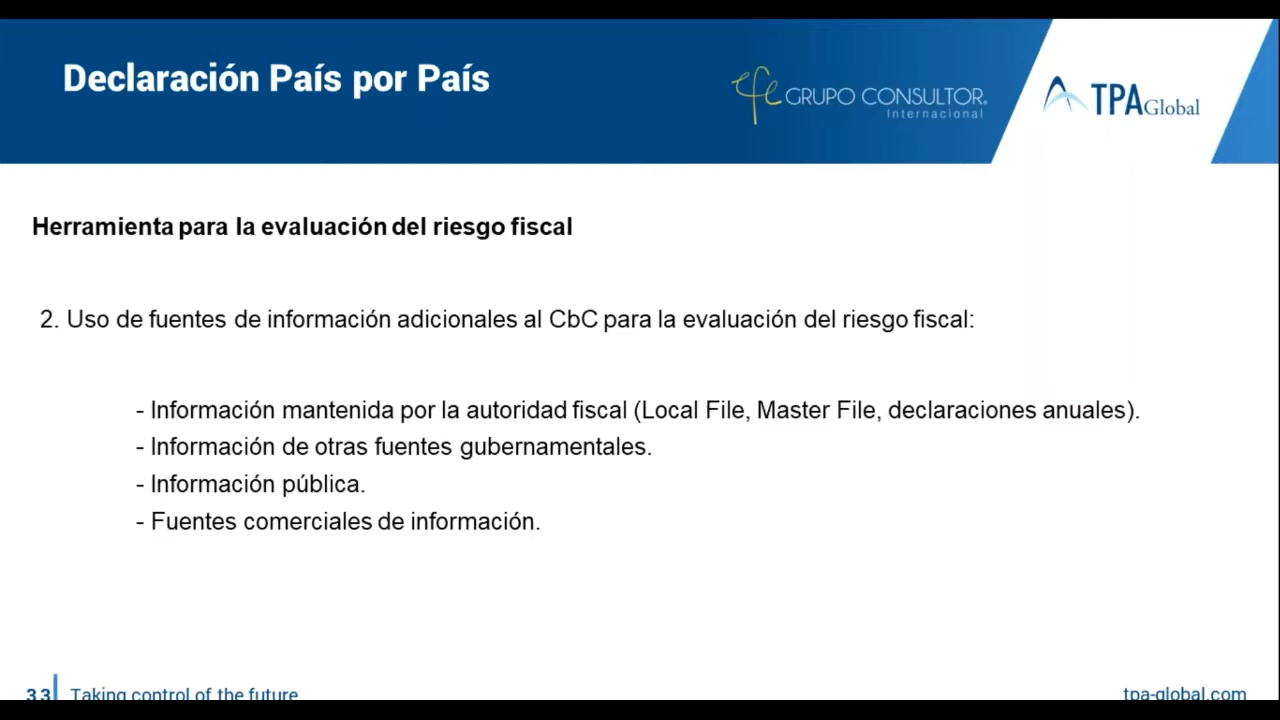 Declaración País por País
efe GRUPO CONSULTOR®
Internacional
TPA Global
Herramienta para la evaluación del riesgo fiscal
2. Uso de fuentes de información adicionales al CbC para la evaluación del riesgo fiscal:
- Información mantenida por la autoridad fiscal (Local File, Master File, declaraciones anuales).
- Información de otras fuentes gubernamentales.
- Información pública.
- Fuentes comerciales de información.
33 Taking control of the future
tpa-global.com